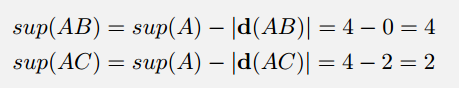 sup(AB) = sup(A) − |d(AB)| = 4 − 0 = 4
sup(AC) = sup(A) − |d(AC)| = 4 − 2 = 2